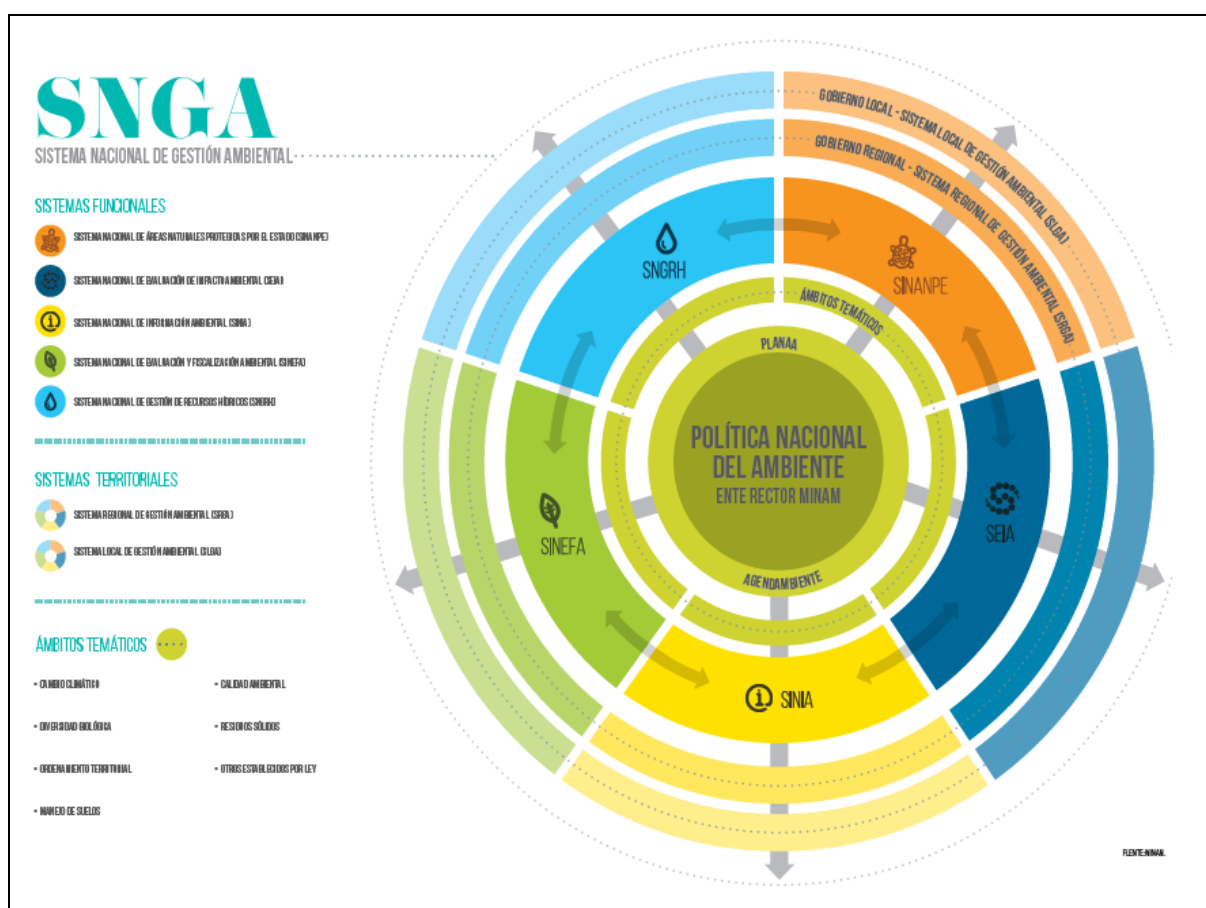 SNGA
SISTEMA NACIONAL DE GESTIÓN AMBIENTAL
SISTEMAS FUNCIONALES
SISTEMA NACIONAL DE ÁREAS NATURALES PROTEGIDAS POR EL ESTADO (SINANPE)
SISTEMA NACIONAL DE EVALUACIÓN DE IMPACTO AMBIENTAL (SEIA)
SISTEMA NACIONAL DE INFORMACIÓN AMBIENTAL (SINIA)
SISTEMA NACIONAL DE EVALUACIÓN Y FISCALIZACIÓN AMBIENTAL (SINEFA)
SISTEMA NACIONAL DE GESTIÓN DE RECURSOS HÍDRICOS (SNGRH)
SISTEMAS TERRITORIALES
SISTEMA REGIONAL DE GESTIÓN AMBIENTAL (SRGA)
SISTEMA LOCAL DE GESTIÓN AMBIENTAL (SLGA)
ÁMBITOS TEMÁTICOS
• CAMBIO CLIMÁTICO
• CALIDAD AMBIENTAL
• DIVERSIDAD BIOLÓGICA
• RESIDUOS SÓLIDOS
• ORDENAMIENTO TERRITORIAL
• OTROS ESTABLECIDOS POR LEY
• MANEJO DE SUELOS
GOBIERNO LOCAL - SISTEMA LOCAL DE GESTIÓN AMBIENTAL (SLGA)
GOBIERNO REGIONAL - SISTEMA REGIONAL DE GESTIÓN AMBIENTAL (SRGA)
SNGRH
SINANPE
ÁMBITOS TEMÁTICOS
PLANAA
POLÍTICA NACIONAL
DEL AMBIENTE
ENTE RECTOR MINAM
AGENDAMBIENTE
SEIA
SINEFA
SINIA
FUENTE: MINAM.